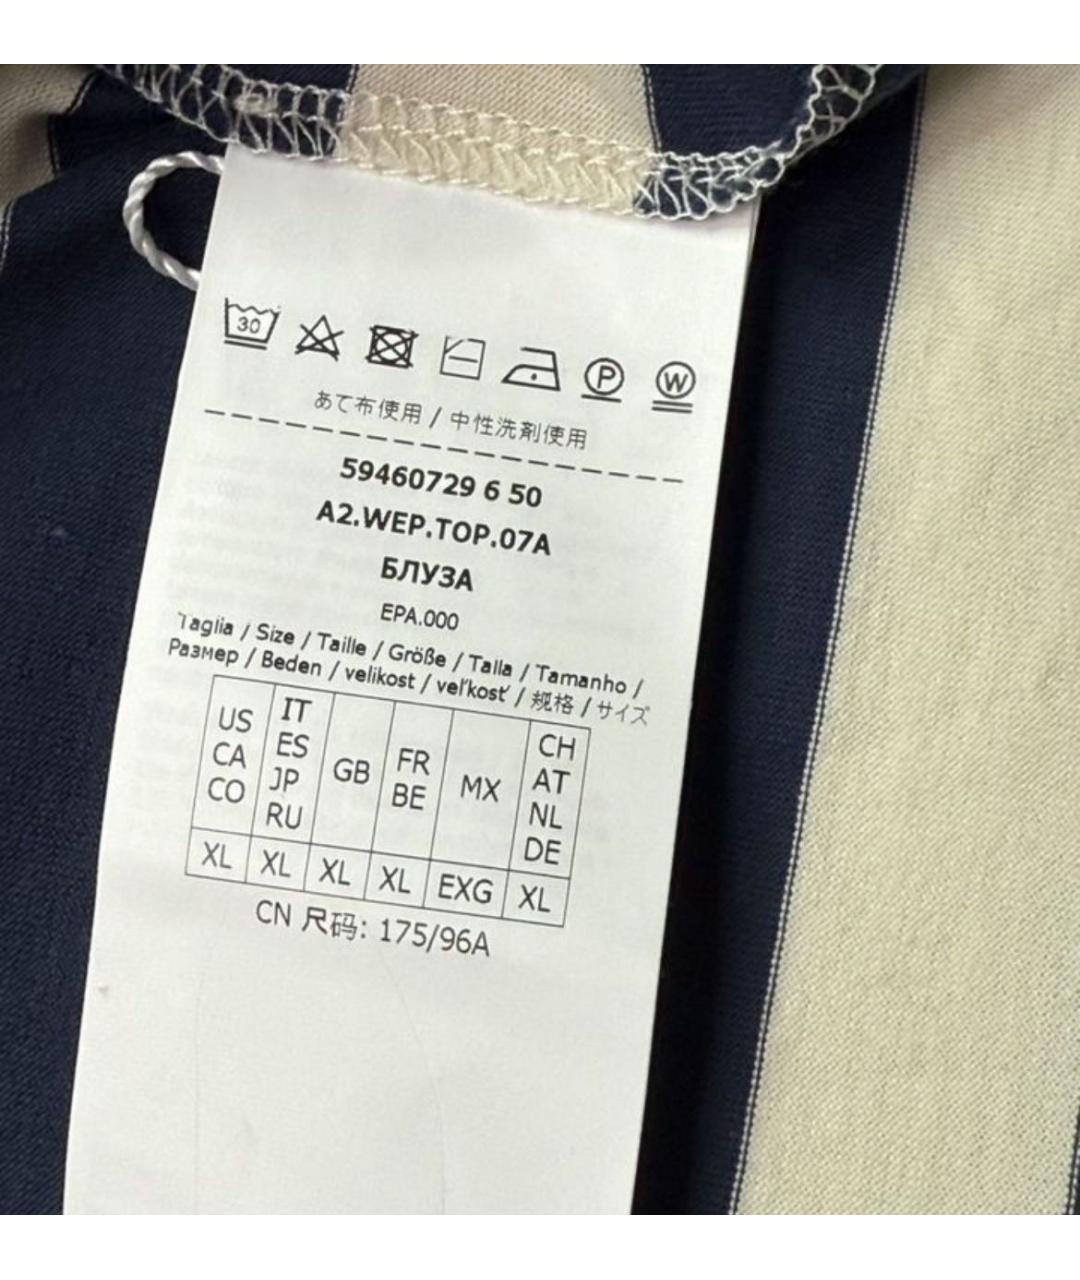 30
P
W
あて布使用 / 中性洗剤使用
59460729 6 50
A2.WEP.TOP.07A
БЛУЗА
EPA.000
Taglia / Size / Taille / Größe / Talla / Tamanho /
Размер / Beden / velikost / veľkosť / 规格 / サイズ
US CA CO
IT ES JP RU
GB
FR BE
MX
CH AT NL DE
XL XL XL XL EXG XL
CN 尺码: 175/96A